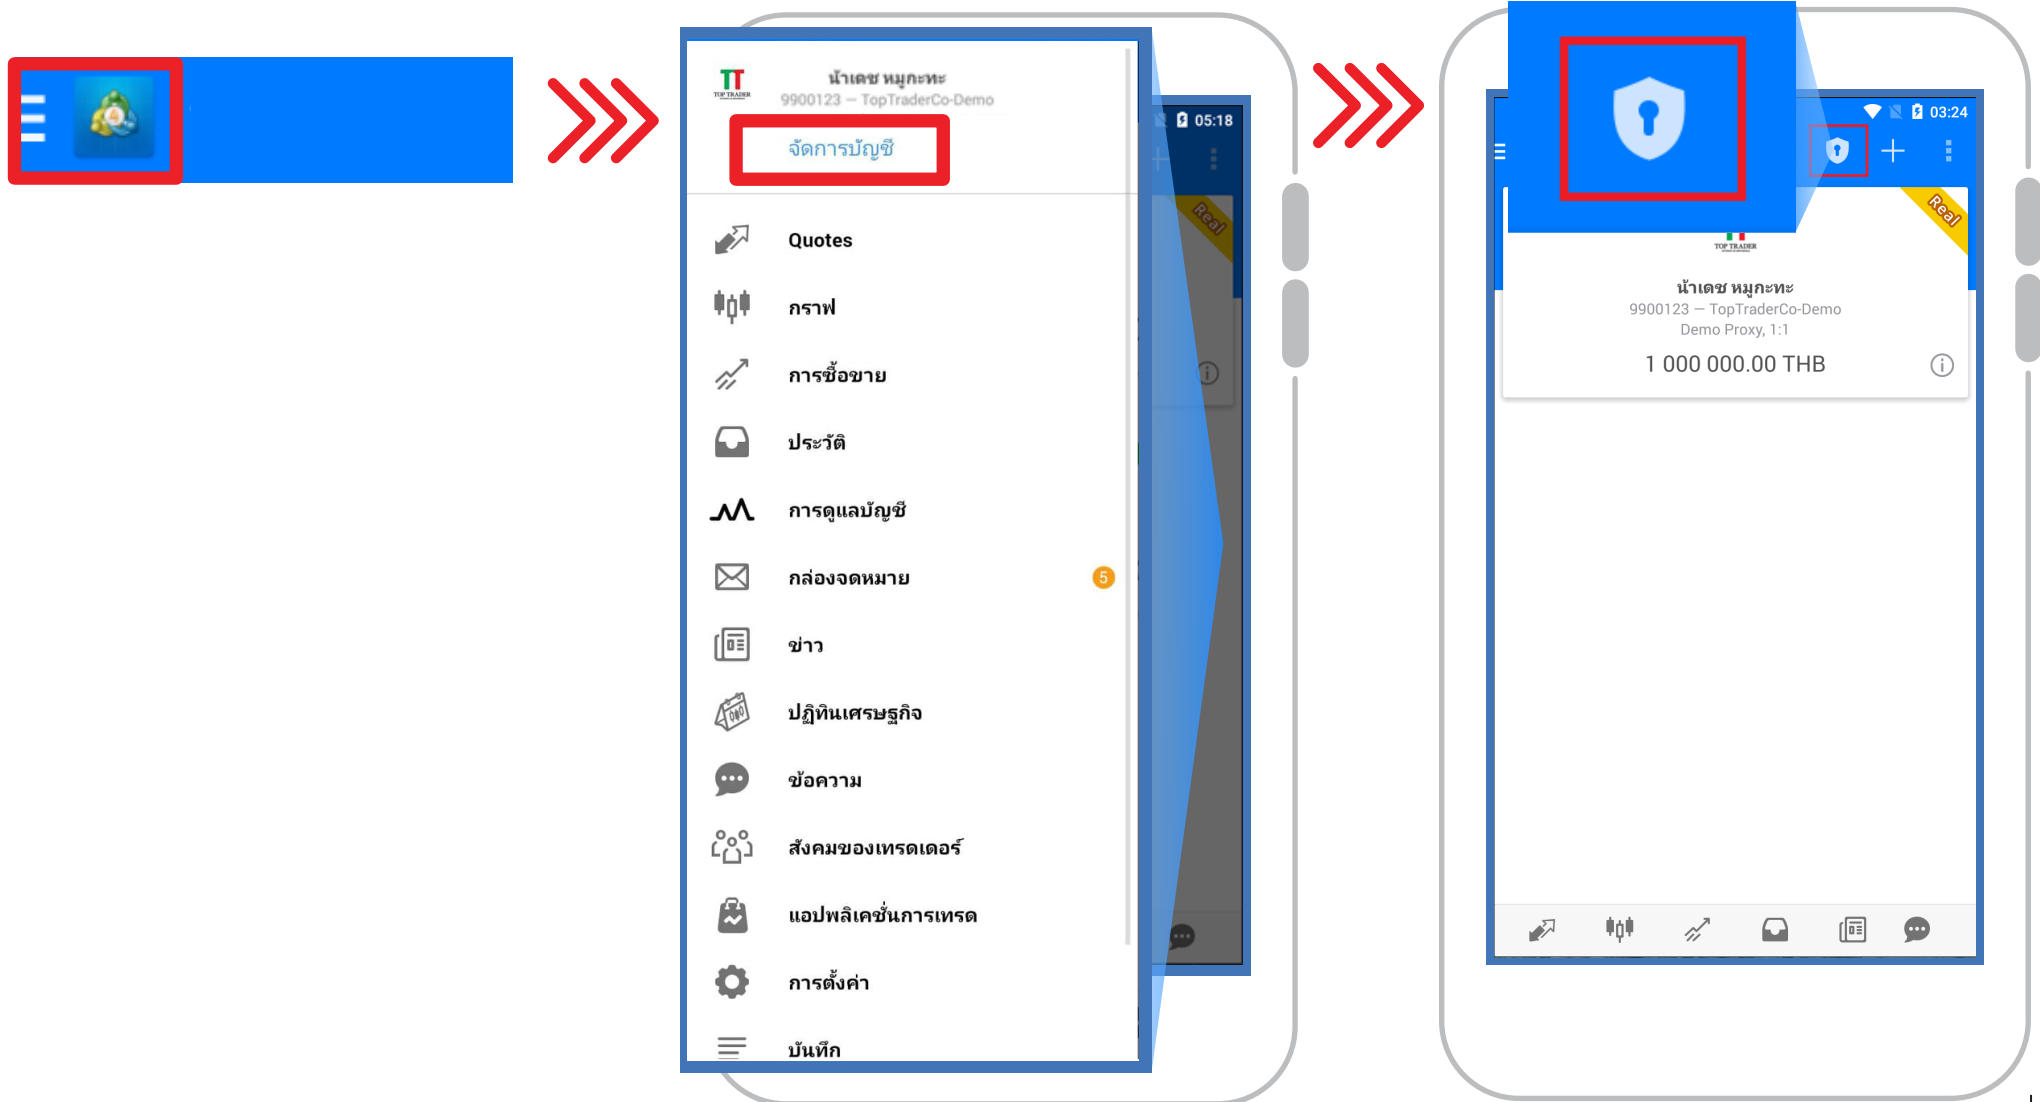 TT
TOP TRADER
น้าเดช หมูกะทะ
9900123 — TopTraderCo-Demo
จัดการบัญชี
Quotes
กราฟ
การซื้อขาย
ประวัติ
การดูแลบัญชี
กล่องจดหมาย
5
ข่าว
ปฏิทินเศรษฐกิจ
ข้อความ
สังคมของเทรดเดอร์
แอปพลิเคชั่นการเทรด
การตั้งค่า
บันทึก
05:18
Real
03:24
Real
TOP TRADER
น้าเดช หมูกะทะ
9900123 — TopTraderCo-Demo
Demo Proxy, 1:1
1 000 000.00 THB